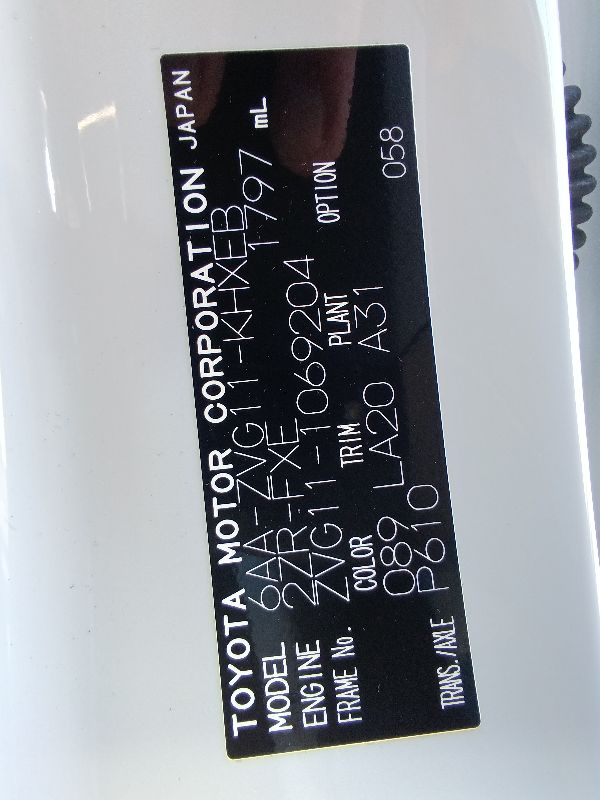 TOYOTA MOTOR CORPORATION JAPAN
MODEL 6AA-ZVG11-KHXEB
ENGINE 2ZR-FXE 1797 mL
FRAME No. ZVG11-1069204
COLOR TRIM PLANT OPTION
089 LA20 A31 058
TRANS./AXLE P610